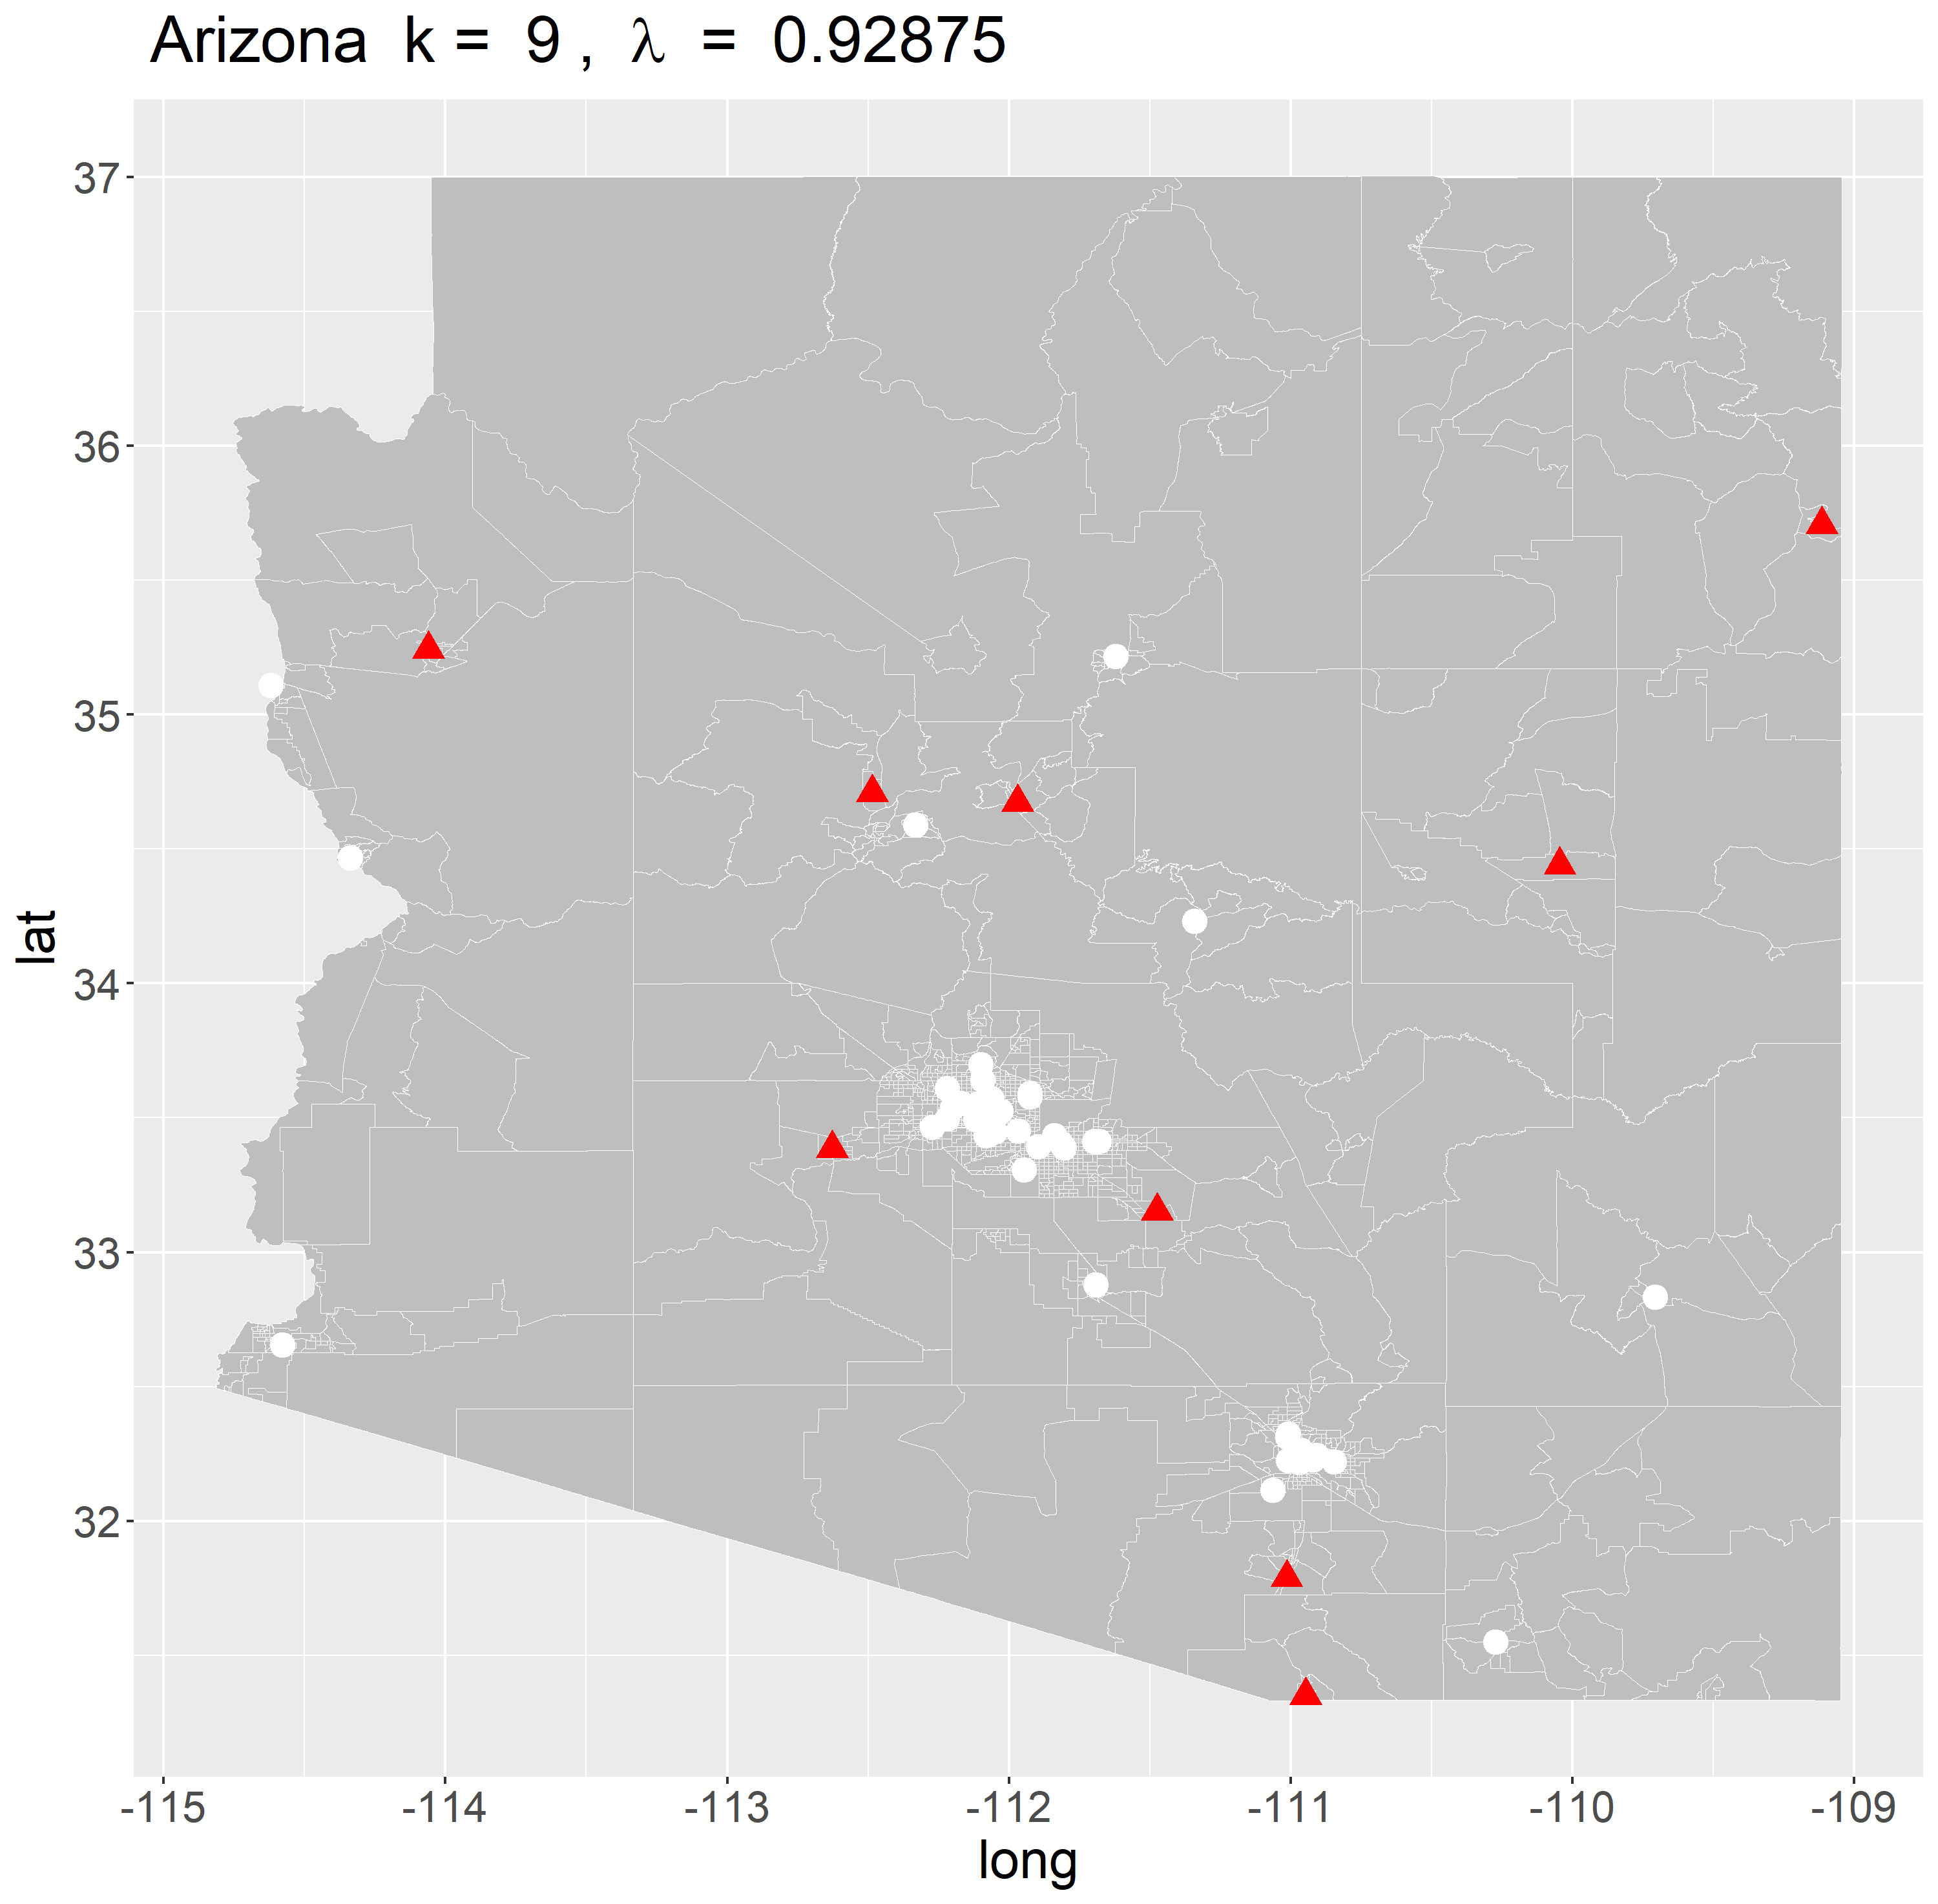 Arizona k = 9 , λ = 0.92875
37
36
35
34
33
32
lat
-115 -114 -113 -112 -111 -110 -109
long